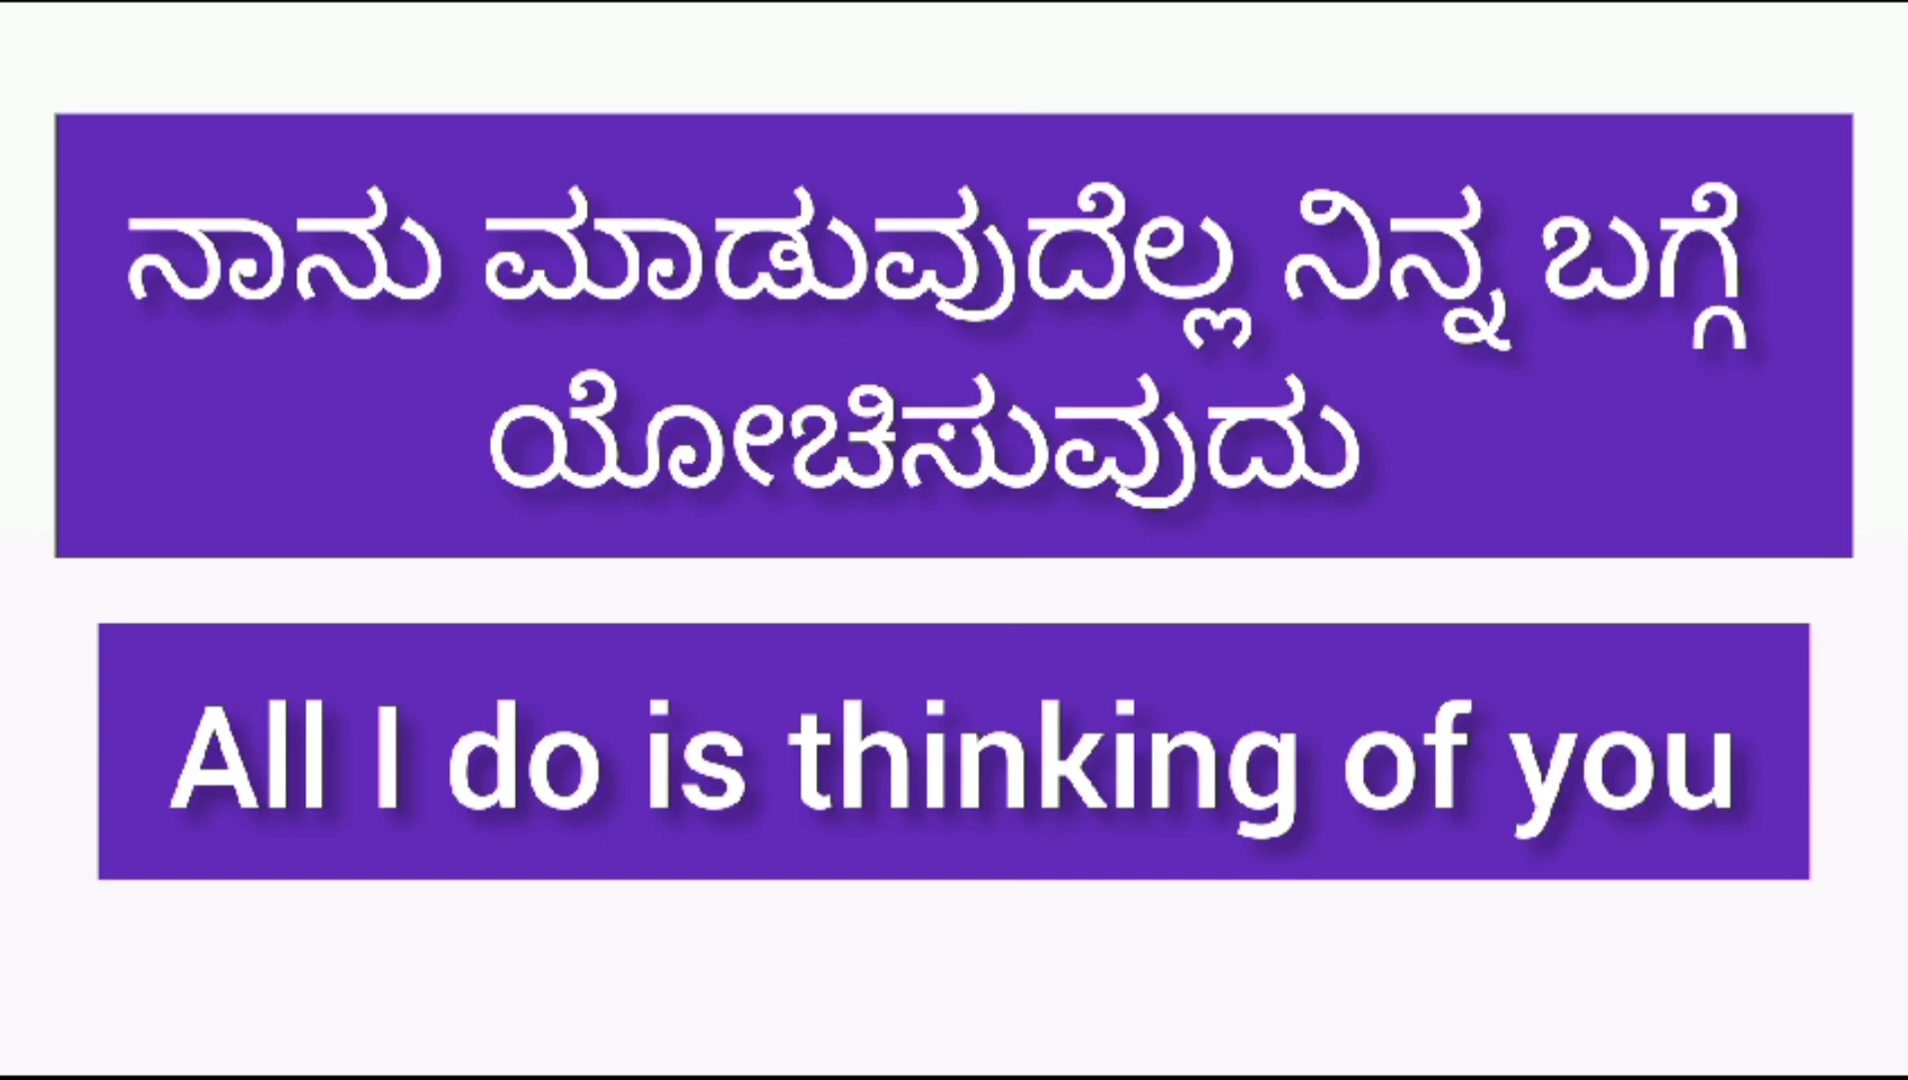 ನಾನು ಮಾಡುವುದೆಲ್ಲ ನಿನ್ನ ಬಗ್ಗೆ
ಯೋಚಿಸುವುದು
All I do is thinking of you